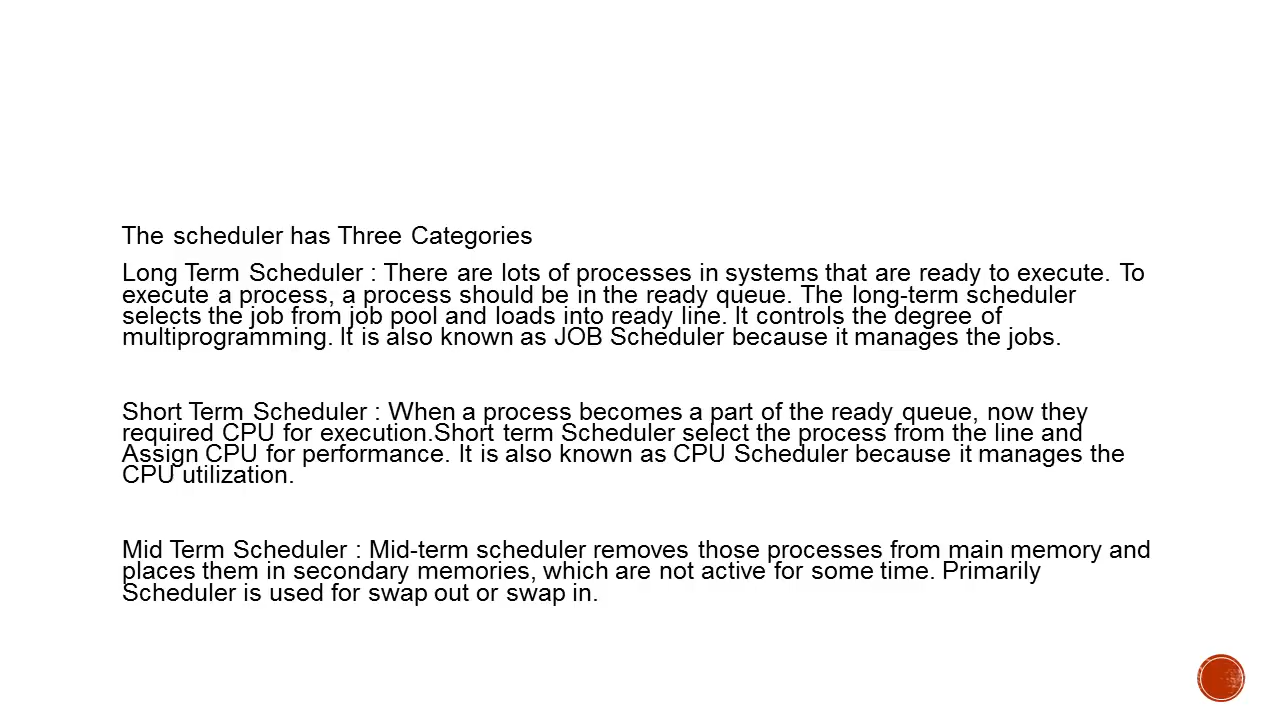 The scheduler has Three Categories
Long Term Scheduler : There are lots of processes in systems that are ready to execute. To
execute a process, a process should be in the ready queue. The long-term scheduler
selects the job from job pool and loads into ready line. It controls the degree of
multiprogramming. It is also known as JOB Scheduler because it manages the jobs.
Short Term Scheduler : When a process becomes a part of the ready queue, now they
required CPU for execution.Short term Scheduler select the process from the line and
Assign CPU for performance. It is also known as CPU Scheduler because it manages the
CPU utilization.
Mid Term Scheduler : Mid-term scheduler removes those processes from main memory and
places them in secondary memories, which are not active for some time. Primarily
Scheduler is used for swap out or swap in.